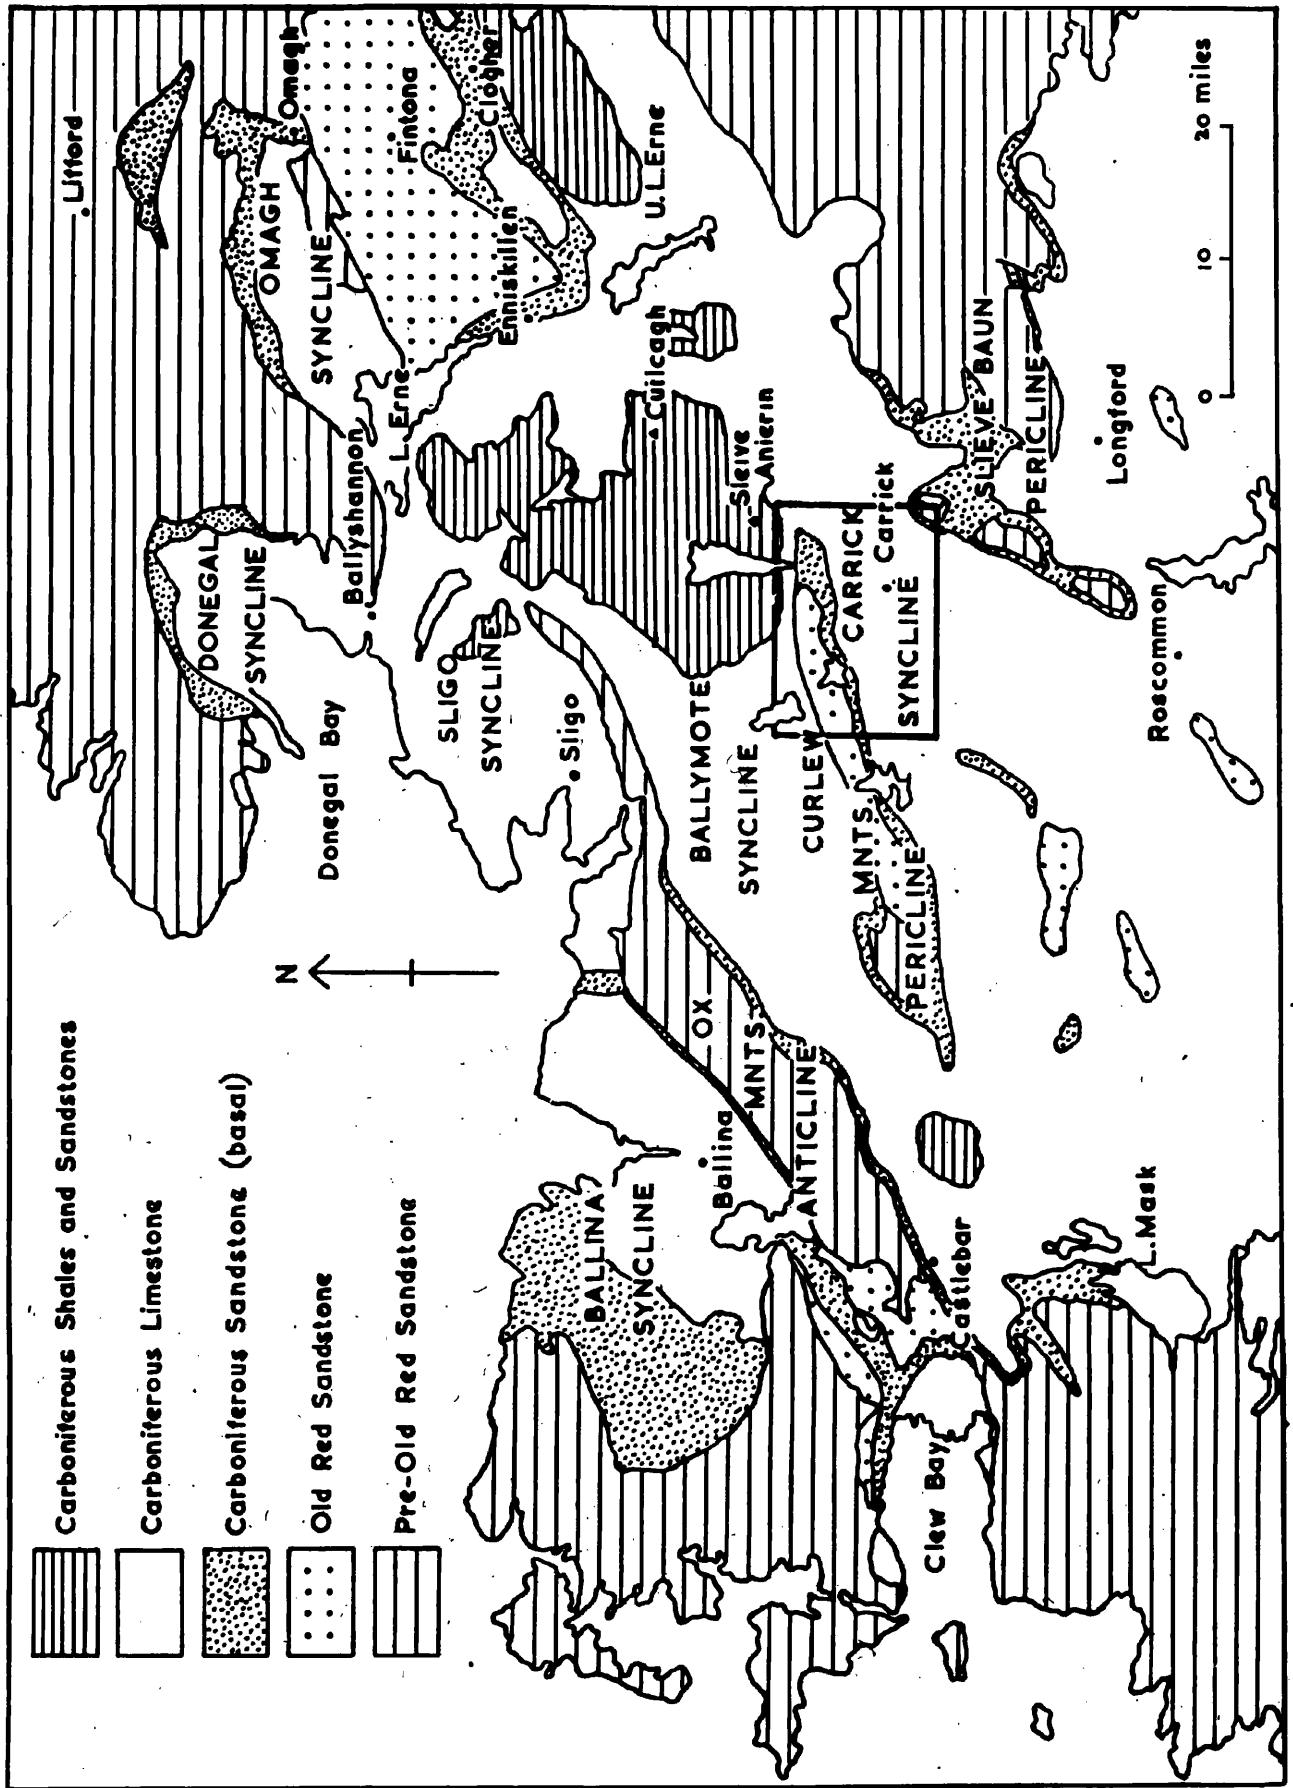 Carboniferous Shales and Sandstones
Carboniferous Limestone
Carboniferous Sandstone (basal)
Old Red Sandstone
Pre-Old Red Sandstone
N
Lifford
Omagh
OMAGH
SYNCLINE
Fintona
Clogher
DONEGAL
SYNCLINE
Donegal Bay
Ballyshannon
L. Erne
Enniskillen
U.L.Erne
SLIGO
SYNCLINE
Sligo
Cuilcagh
Slieve
Anierin
BALLINA
SYNCLINE
Ballina
OX
MNTS
ANTICLINE
BALLYMOTE
SYNCLINE
CURLEW
MNTS.
PERICLINE
CARRICK
SYNCLINE
Carrick
SLIEVE BAUN
PERICLINE
Longford
Roscommon
Castlebar
Clew Bay
L.Mask
0 10 20 miles